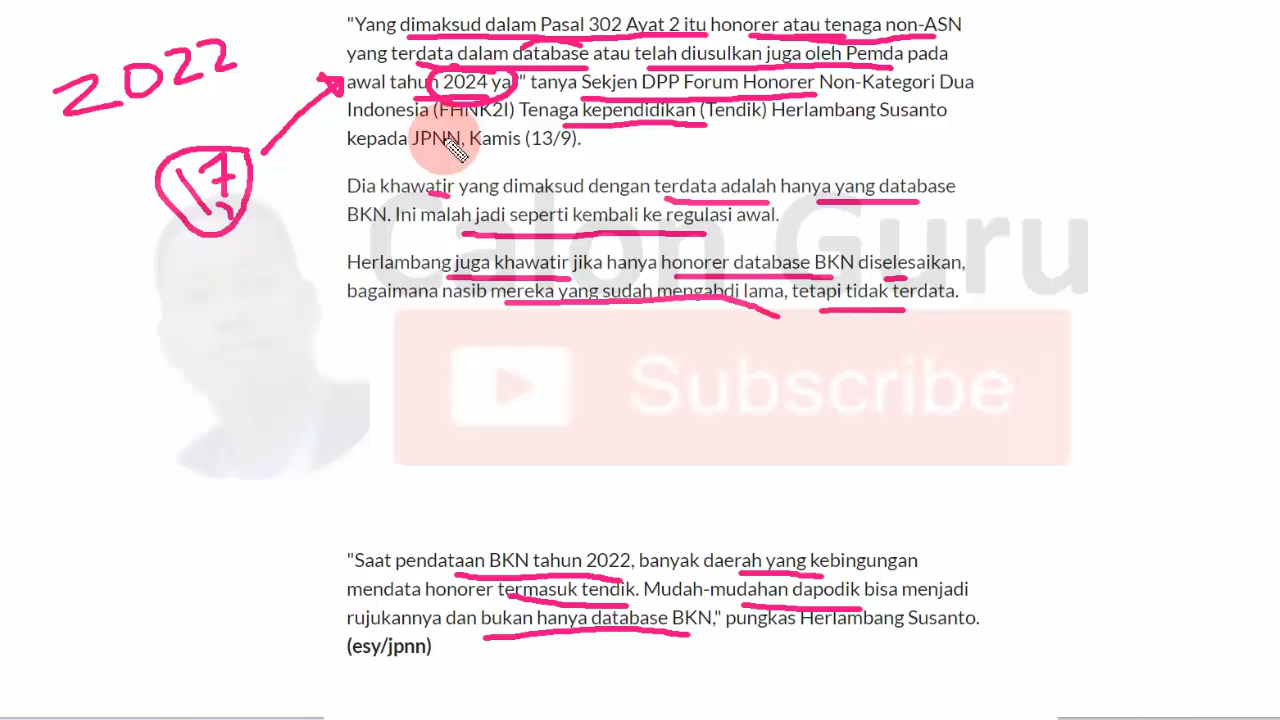 "Yang dimaksud dalam Pasal 302 Ayat 2 itu honorer atau tenaga non-ASN
yang terdata dalam database atau telah diusulkan juga oleh Pemda pada
awal tahun 2024 ya" tanya Sekjen DPP Forum Honorer Non-Kategori Dua
Indonesia (FHNK2I) Tenaga kependidikan (Tendik) Herlambang Susanto
kepada JPNN, Kamis (13/9).
2022
17
Dia khawatir yang dimaksud dengan terdata adalah hanya yang database
BKN. Ini malah jadi seperti kembali ke regulasi awal.
Calon Guru
Herlambang juga khawatir jika hanya honorer database BKN diselesaikan,
bagaimana nasib mereka yang sudah mengabdi lama, tetapi tidak terdata.
Subscribe
"Saat pendataan BKN tahun 2022, banyak daerah yang kebingungan
mendata honorer termasuk tendik. Mudah-mudahan dapodik bisa menjadi
rujukannya dan bukan hanya database BKN," pungkas Herlambang Susanto.
(esy/jpnn)